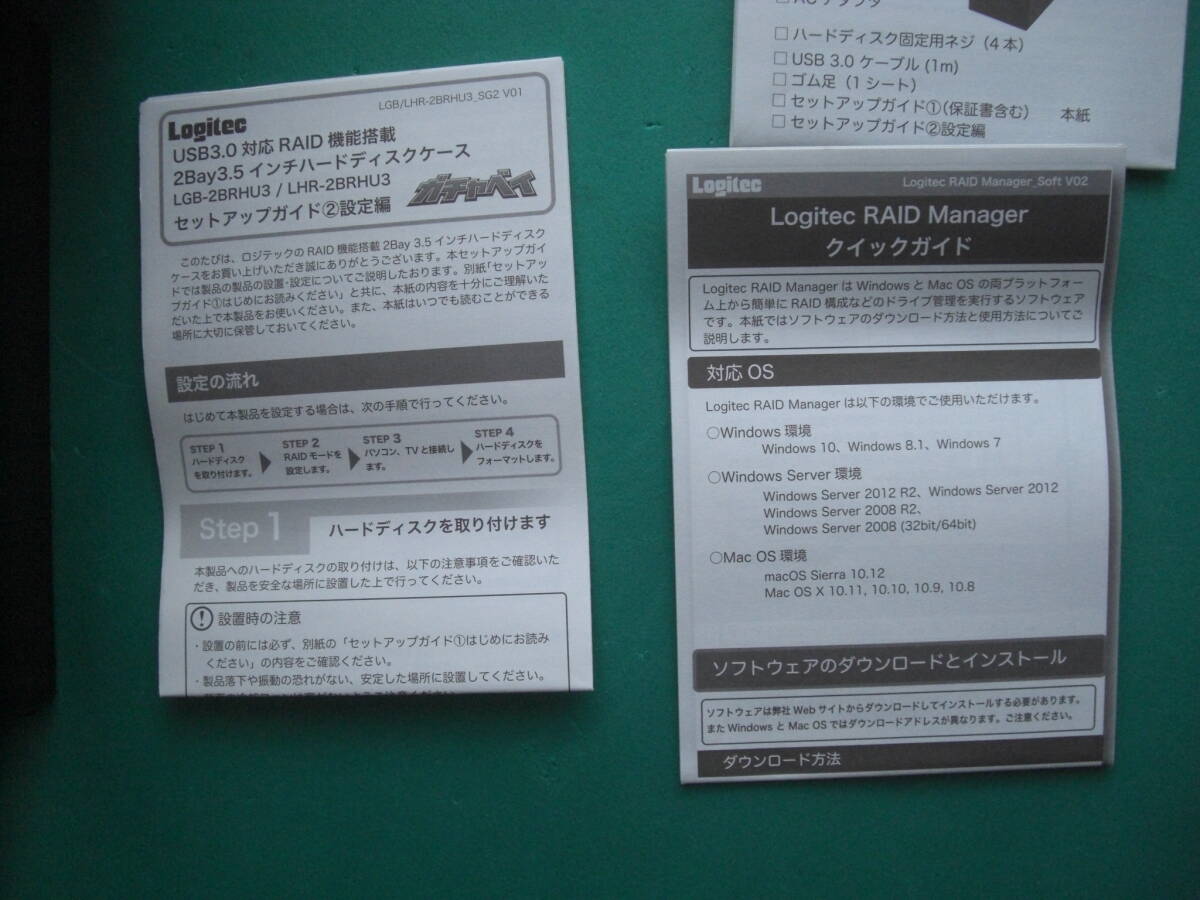 LGB/LHR-2BRHU3_SG2 V01
Logitec
USB3.0 対応 RAID 機能搭載
2Bay3.5 インチハードディスクケース
LGB-2BRHU3 / LHR-2BRHU3
ガチャベイ
セットアップガイド②設定編
このたびは、ロジテックの RAID 機能搭載 2Bay 3.5 インチハードディスク
ケースをお買い上げいただき誠にありがとうございます。本セットアップガイ
ドでは製品の製品の設置・設定についてご説明しております。別紙「セットアッ
プガイド①はじめにお読みください」と共に、本紙の内容を十分にご理解いた
だいた上で本製品をお使いください。また、本紙はいつでも読むことができる
場所に大切に保管しておいてください。
設定の流れ
はじめて本製品を設定する場合は、次の手順で行ってください。
STEP 1
ハードディスク
を取り付けます。
STEP 2
RAID モードを
設定します。
STEP 3
パソコン、TV と接続し
ます。
STEP 4
ハードディスクを
フォーマットします。
Step 1 ハードディスクを取り付けます
本製品へのハードディスクの取り付けは、以下の注意事項をご確認いた
だき、製品を安全な場所に設置した上で行ってください。
設置時の注意
・設置の前には必ず、別紙の「セットアップガイド①はじめにお読み
ください」の内容をご確認ください。
・製品落下や振動の恐れがない、安定した場所に設置してください。
□ AC アダプタ
□ ハードディスク固定用ネジ（4 本）
□ USB 3.0 ケーブル (1m)
□ ゴム足（1 シート）
□ セットアップガイド①（保証書含む） 本紙
□ セットアップガイド②設定編
Logitec Logitec RAID Manager_Soft V02
Logitec RAID Manager
クイックガイド
Logitec RAID Manager は Windows と Mac OS の両プラットフォー
ム上から簡単に RAID 構成などのドライブ管理を実行するソフトウェア
です。本紙ではソフトウェアのダウンロード方法と使用方法についてご
説明します。
対応 OS
Logitec RAID Manager は以下の環境でご使用いただけます。
○Windows 環境
Windows 10、Windows 8.1、Windows 7
○Windows Server 環境
Windows Server 2012 R2、Windows Server 2012
Windows Server 2008 R2、
Windows Server 2008 (32bit/64bit)
○Mac OS 環境
macOS Sierra 10.12
Mac OS X 10.11, 10.10, 10.9, 10.8
ソフトウェアのダウンロードとインストール
ソフトウェアは弊社 Web サイトからダウンロードしてインストールする必要があります。
また Windows と Mac OS ではダウンロードアドレスが異なります。ご注意ください。
ダウンロード方法